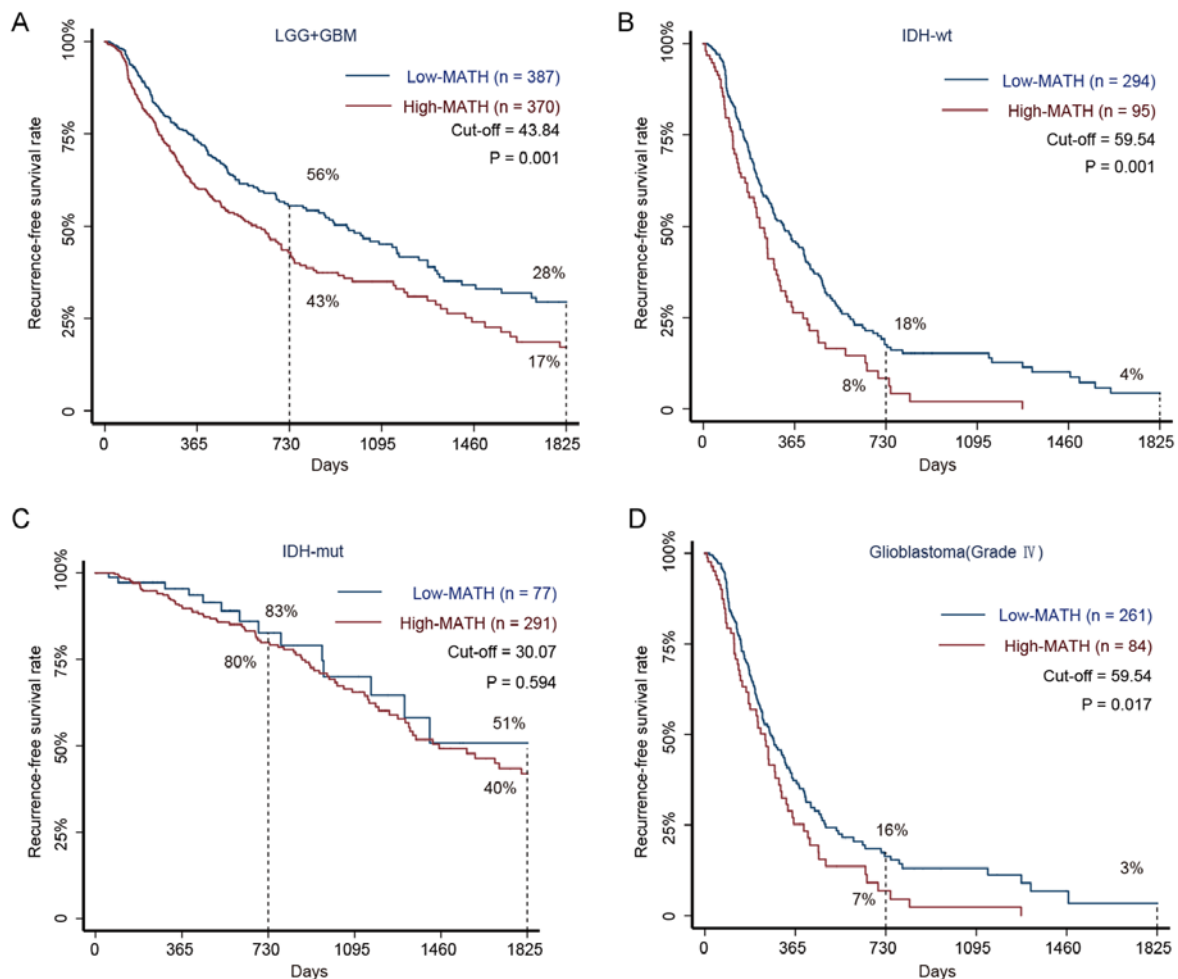 A
LGG+GBM
Low-MATH (n = 387)
High-MATH (n = 370)
Cut-off = 43.84
P = 0.001
Recurrence-free survival rate
100%
75%
50%
25%
0
56%
43%
28%
17%
0 365 730 1095 1460 1825
Days
B
IDH-wt
Low-MATH (n = 294)
High-MATH (n = 95)
Cut-off = 59.54
P = 0.001
Recurrence-free survival rate
100%
75%
50%
25%
0
18%
8%
4%
0 365 730 1095 1460 1825
Days
C
IDH-mut
Low-MATH (n = 77)
High-MATH (n = 291)
Cut-off = 30.07
P = 0.594
Recurrence-free survival rate
100%
75%
50%
25%
0
83%
80%
51%
40%
0 365 730 1095 1460 1825
Days
D
Glioblastoma(Grade Ⅳ)
Low-MATH (n = 261)
High-MATH (n = 84)
Cut-off = 59.54
P = 0.017
Recurrence-free survival rate
100%
75%
50%
25%
0
16%
7%
3%
0 365 730 1095 1460 1825
Days